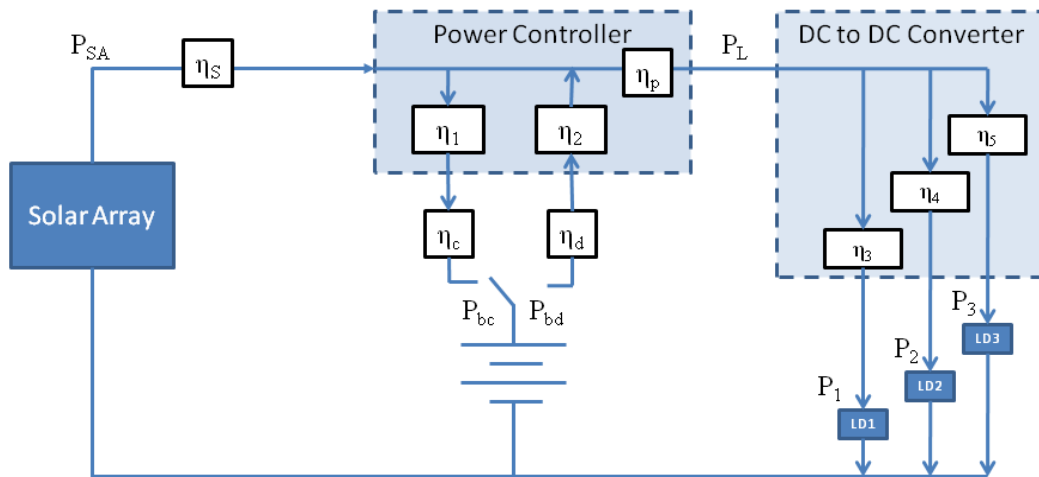 Power Controller
DC to DC Converter
P_SA
η_S
η_p
P_L
η_1
η_2
η_5
η_4
Solar Array
η_c
η_d
η_3
P_bc
P_bd
P_3
LD3
P_2
LD2
P_1
LD1